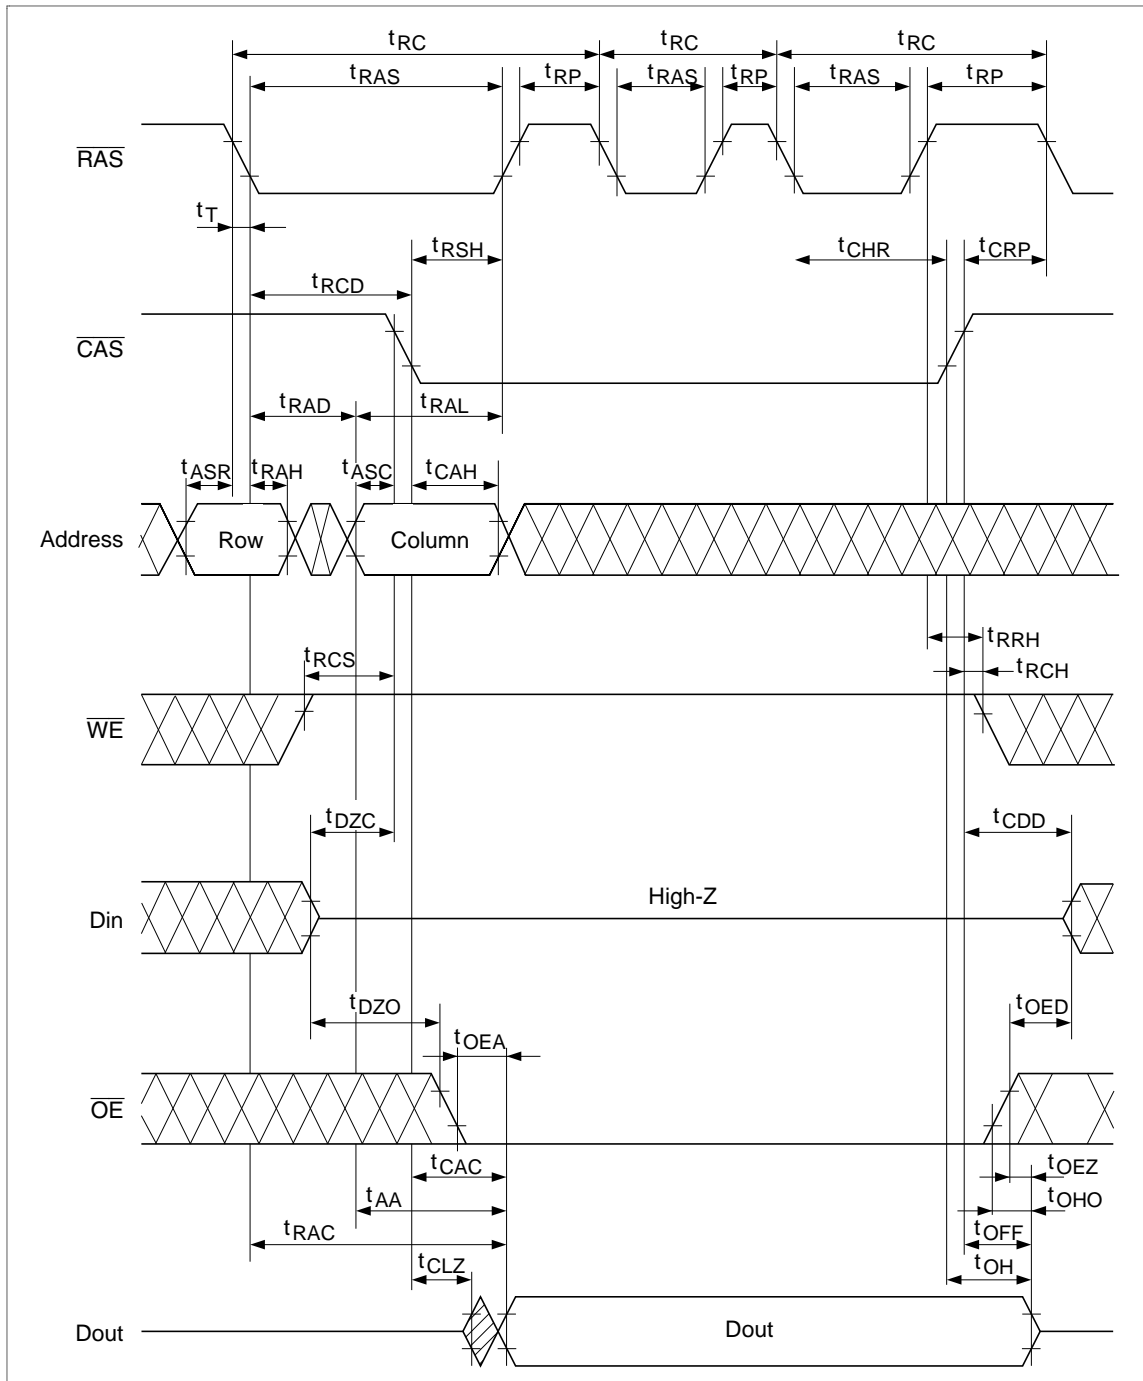 tRC tRC tRC
tRAS tRP tRAS tRP tRAS tRP
RAS
tT
tRSH tCHR tCRP
tRCD
CAS
tRAD tRAL
tASR tRAH tASC tCAH
Address Row Column
tRRH
tRCS tRCH
WE
tDZC tCDD
High-Z
Din
tDZO tOED
tOEA
OE
tCAC tOEZ
tAA tOHO
tRAC tOFF
tCLZ tOH
Dout Dout